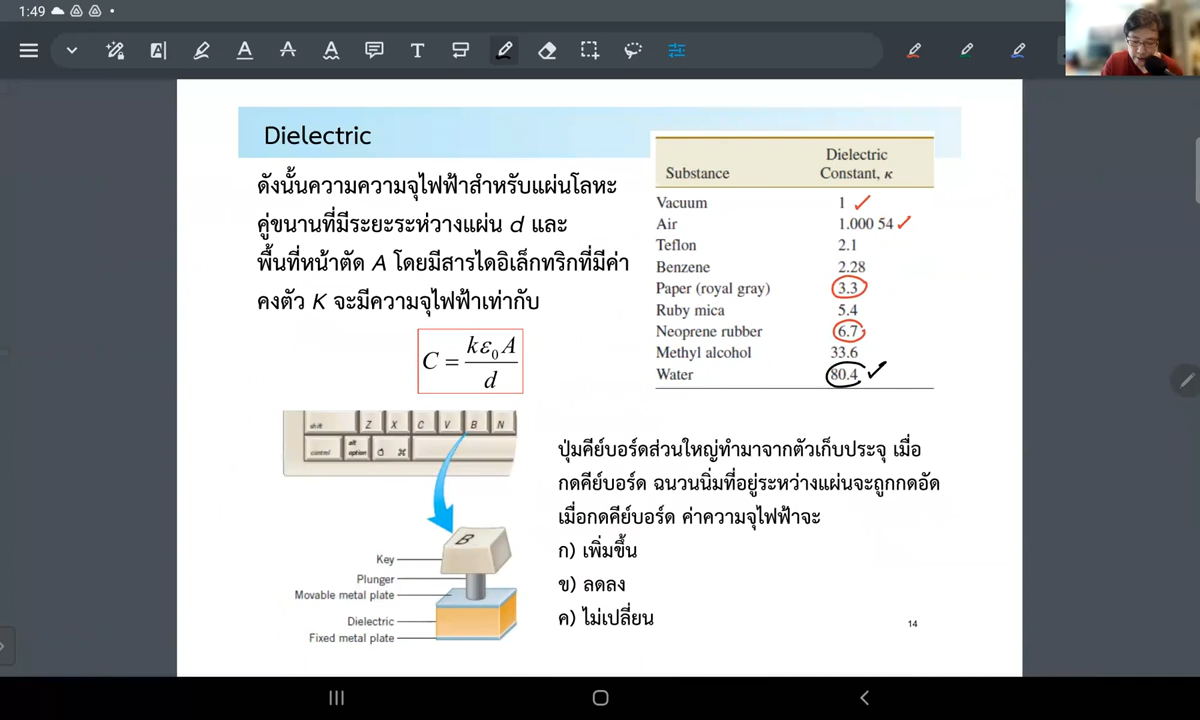 1:49
Dielectric
ดังนั้นความความจุไฟฟ้าสำหรับแผ่นโลหะ
คู่ขนานที่มีระยะระห่วางแผ่น d และ
พื้นที่หน้าตัด A โดยมีสารไดอิเล็กทริกที่มีค่า
คงตัว K จะมีความจุไฟฟ้าเท่ากับ
C = kε₀A / d
Substance Dielectric Constant, κ
Vacuum 1
Air 1.000 54
Teflon 2.1
Benzene 2.28
Paper (royal gray) 3.3
Ruby mica 5.4
Neoprene rubber 6.7
Methyl alcohol 33.6
Water 80.4
shift Z X C V B N
control alt option ⌘
B
Key
Plunger
Movable metal plate
Dielectric
Fixed metal plate
ปุ่มคีย์บอร์ดส่วนใหญ่ทำมาจากตัวเก็บประจุ เมื่อ
กดคีย์บอร์ด ฉนวนนิ่มที่อยู่ระหว่างแผ่นจะถูกกดอัด
เมื่อกดคีย์บอร์ด ค่าความจุไฟฟ้าจะ
ก) เพิ่มขึ้น
ข) ลดลง
ค) ไม่เปลี่ยน
14